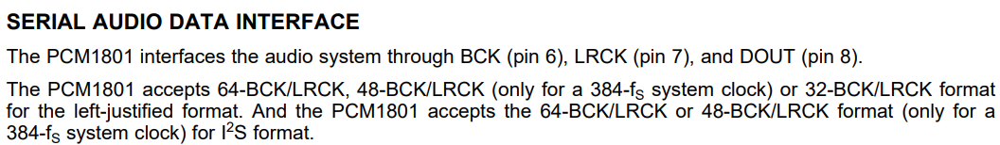 SERIAL AUDIO DATA INTERFACE
The PCM1801 interfaces the audio system through BCK (pin 6), LRCK (pin 7), and DOUT (pin 8).
The PCM1801 accepts 64-BCK/LRCK, 48-BCK/LRCK (only for a 384-fS system clock) or 32-BCK/LRCK format
for the left-justified format. And the PCM1801 accepts the 64-BCK/LRCK or 48-BCK/LRCK format (only for a
384-fS system clock) for I²S format.